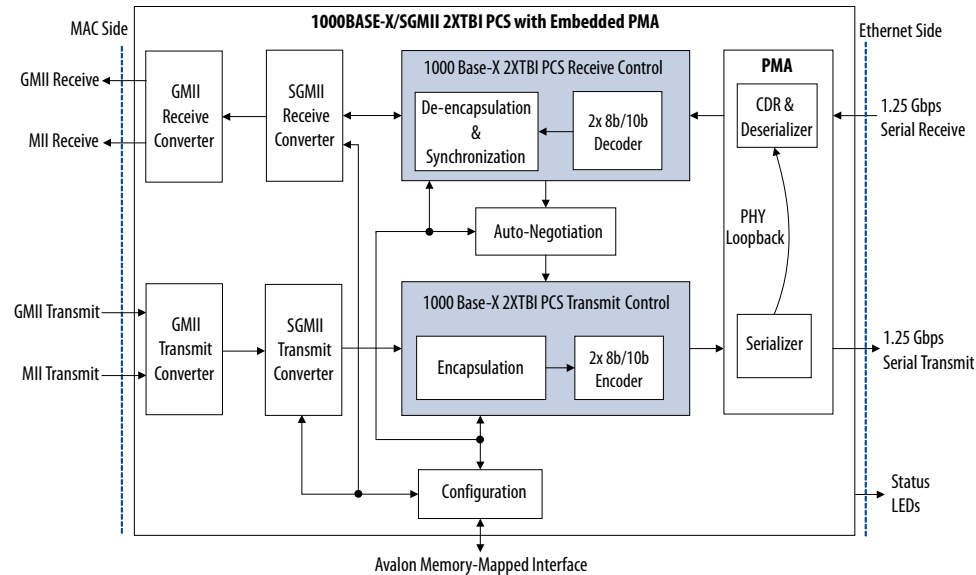 1000BASE-X/SGMII 2XTBI PCS with Embedded PMA
MAC Side
Ethernet Side
GMII Receive
MII Receive
GMII
Receive
Converter
SGMII
Receive
Converter
1000 Base-X 2XTBI PCS Receive Control
De-encapsulation
&
Synchronization
2x 8b/10b
Decoder
PMA
CDR &
Deserializer
1.25 Gbps
Serial Receive
Auto-Negotiation
PHY
Loopback
GMII Transmit
MII Transmit
GMII
Transmit
Converter
SGMII
Transmit
Converter
1000 Base-X 2XTBI PCS Transmit Control
Encapsulation
2x 8b/10b
Encoder
Serializer
1.25 Gbps
Serial Transmit
Configuration
Status
LEDs
Avalon Memory-Mapped Interface